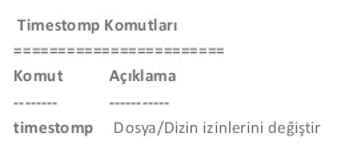 Timestomp Komutları
========================
Komut Açıklama
-------- -----------
timestomp Dosya/Dizin izinlerini değiştir